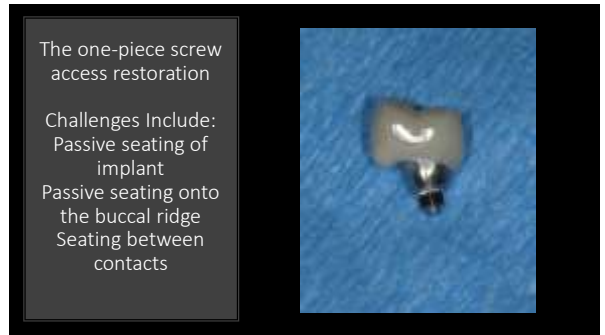 The one-piece screw
access restoration
Challenges Include:
Passive seating of
implant
Passive seating onto
the buccal ridge
Seating between
contacts